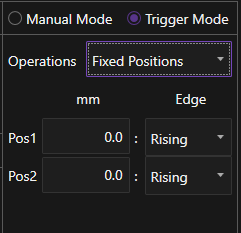 Manual Mode Trigger Mode
Operations Fixed Positions
mm Edge
Pos1 0.0 : Rising
Pos2 0.0 : Rising